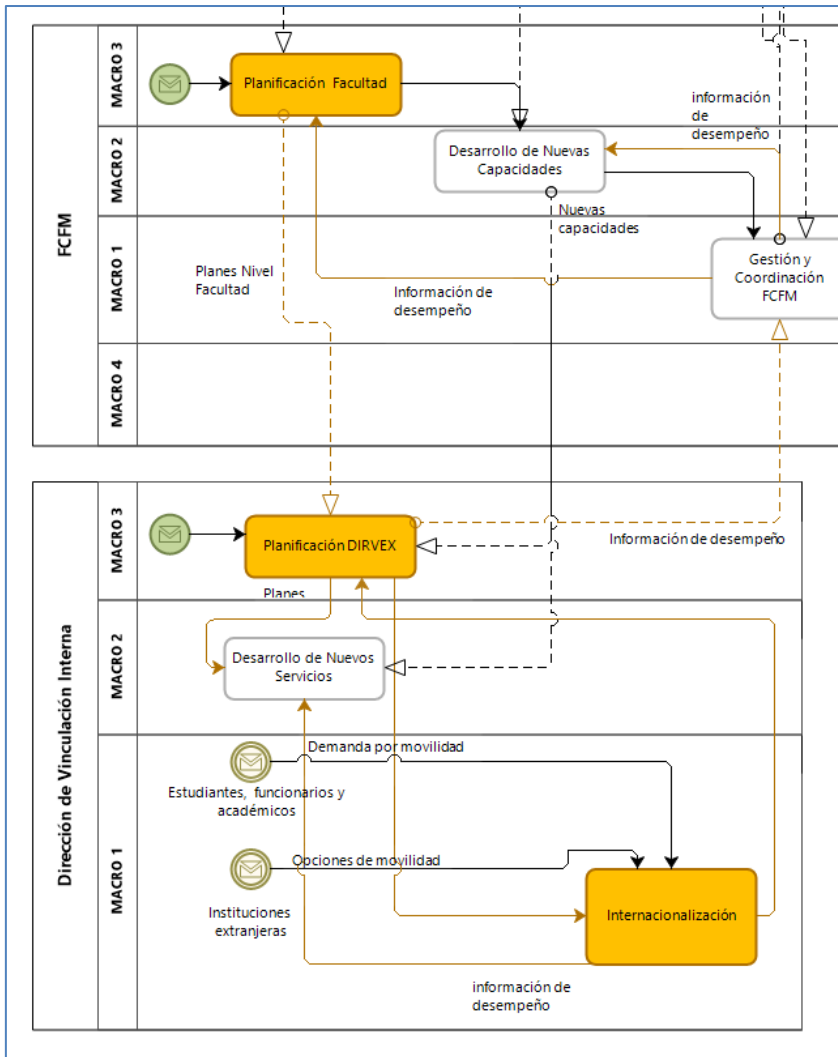 FCFM
MACRO 3
Planificación Facultad
información
de
desempeño
MACRO 2
Desarrollo de Nuevas
Capacidades
Nuevas
capacidades
MACRO 1
Gestión y
Coordinación
FCFM
Planes Nivel
Facultad
Información de
desempeño
MACRO 4
Dirección de Vinculación Interna
MACRO 3
Planificación DIRVEX
Información de desempeño
Planes
MACRO 2
Desarrollo de Nuevos
Servicios
MACRO 1
Demanda por movilidad
Estudiantes, funcionarios y
académicos
Opciones de movilidad
Instituciones
extranjeras
Internacionalización
información de
desempeño